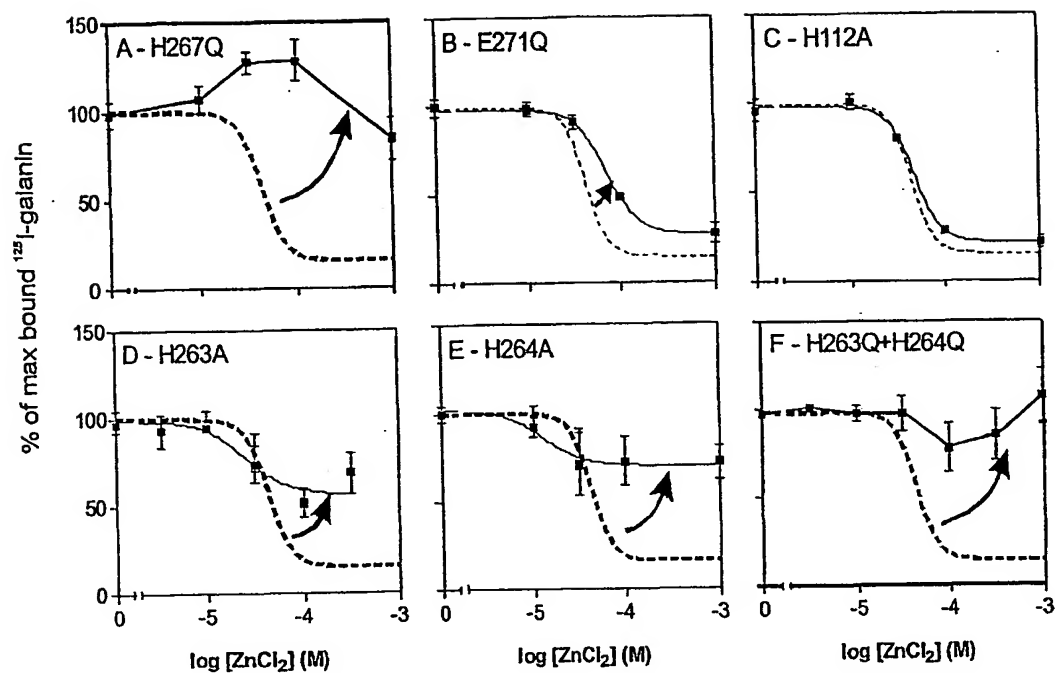 % of max bound ¹²⁵I-galanin
150
100
50
0
A - H267Q
B - E271Q
C - H112A
150
100
50
0
D - H263A
E - H264A
F - H263Q+H264Q
0 -5 -4 -3
0 -5 -4 -3
0 -5 -4 -3
log [ZnCl₂] (M)
log [ZnCl₂] (M)
log [ZnCl₂] (M)